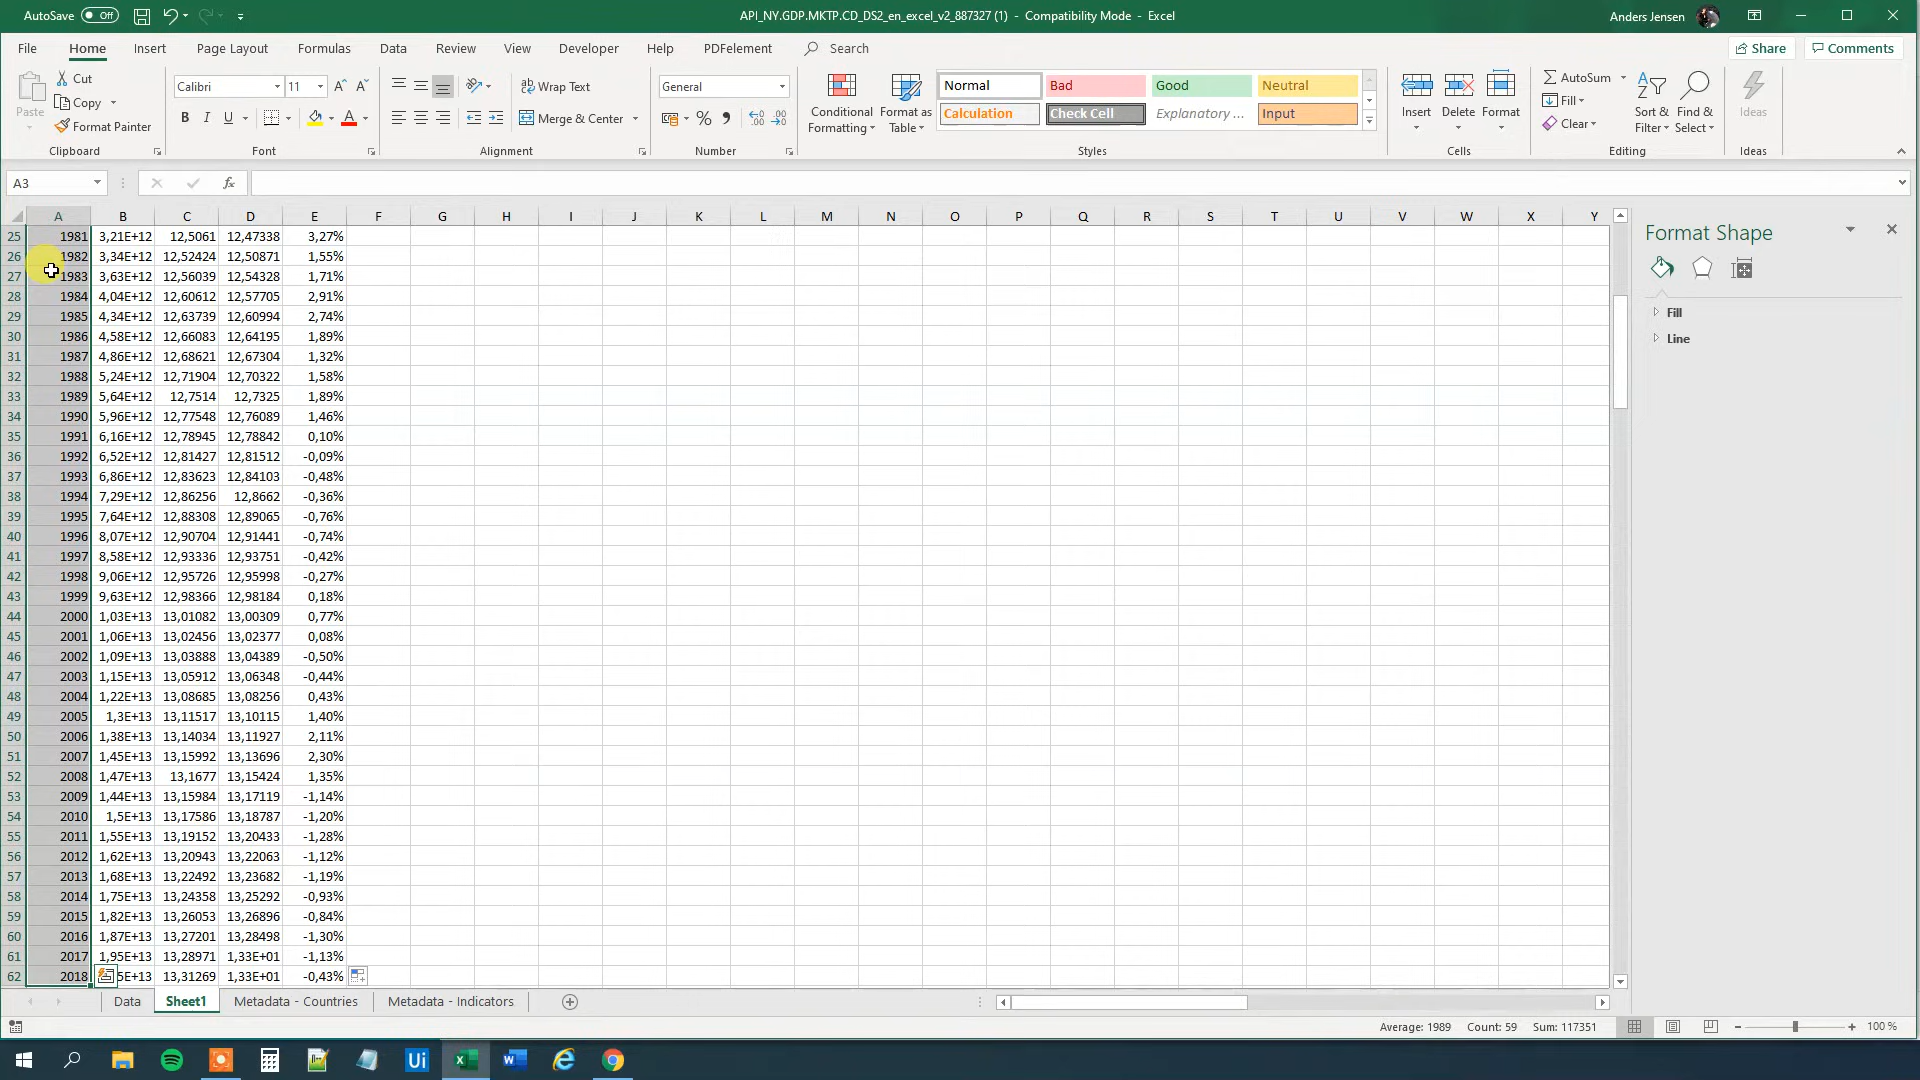 AutoSave Off API_NY.GDP.MKTP.CD_DS2_en_excel_v2_887327 (1) - Compatibility Mode - Excel Anders Jensen
File Home Insert Page Layout Formulas Data Review View Developer Help PDFelement Search Share Comments
Paste Cut Copy Format Painter Clipboard
Calibri 11 B I U Font
Wrap Text Merge & Center Alignment
General % Number
Conditional Formatting Format as Table
Normal Bad Good Neutral
Calculation Check Cell Explanatory ... Input
Styles
Insert Delete Format Cells
AutoSum Fill Clear Sort & Filter Find & Select Editing
Ideas Ideas
A3 fx
A B C D E F G H I J K L M N O P Q R S T U V W X Y
25 1981 3,21E+12 12,5061 12,47338 3,27%
26 1982 3,34E+12 12,52424 12,50871 1,55%
27 1983 3,63E+12 12,56039 12,54328 1,71%
28 1984 4,04E+12 12,60612 12,57705 2,91%
29 1985 4,34E+12 12,63739 12,60994 2,74%
30 1986 4,58E+12 12,66083 12,64195 1,89%
31 1987 4,86E+12 12,68621 12,67304 1,32%
32 1988 5,24E+12 12,71904 12,70322 1,58%
33 1989 5,64E+12 12,7514 12,7325 1,89%
34 1990 5,96E+12 12,77548 12,76089 1,46%
35 1991 6,16E+12 12,78945 12,78842 0,10%
36 1992 6,52E+12 12,81427 12,81512 -0,09%
37 1993 6,86E+12 12,83623 12,84103 -0,48%
38 1994 7,29E+12 12,86256 12,8662 -0,36%
39 1995 7,64E+12 12,88308 12,89065 -0,76%
40 1996 8,07E+12 12,90704 12,91441 -0,74%
41 1997 8,58E+12 12,93336 12,93751 -0,42%
42 1998 9,06E+12 12,95726 12,95998 -0,27%
43 1999 9,63E+12 12,98366 12,98184 0,18%
44 2000 1,03E+13 13,01082 13,00309 0,77%
45 2001 1,06E+13 13,02456 13,02377 0,08%
46 2002 1,09E+13 13,03888 13,04389 -0,50%
47 2003 1,15E+13 13,05912 13,06348 -0,44%
48 2004 1,22E+13 13,08685 13,08256 0,43%
49 2005 1,3E+13 13,11517 13,10115 1,40%
50 2006 1,38E+13 13,14034 13,11927 2,11%
51 2007 1,45E+13 13,15992 13,13696 2,30%
52 2008 1,47E+13 13,1677 13,15424 1,35%
53 2009 1,44E+13 13,15984 13,17119 -1,14%
54 2010 1,5E+13 13,17586 13,18787 -1,20%
55 2011 1,55E+13 13,19152 13,20433 -1,28%
56 2012 1,62E+13 13,20943 13,22063 -1,12%
57 2013 1,68E+13 13,22492 13,23682 -1,19%
58 2014 1,75E+13 13,24358 13,25292 -0,93%
59 2015 1,82E+13 13,26053 13,26896 -0,84%
60 2016 1,87E+13 13,27201 13,28498 -1,30%
61 2017 1,95E+13 13,28971 1,33E+01 -1,13%
62 2018 5E+13 13,31269 1,33E+01 -0,43%
Format Shape
Fill
Line
Data Sheet1 Metadata - Countries Metadata - Indicators
Average: 1989 Count: 59 Sum: 117351 100 %
Ui